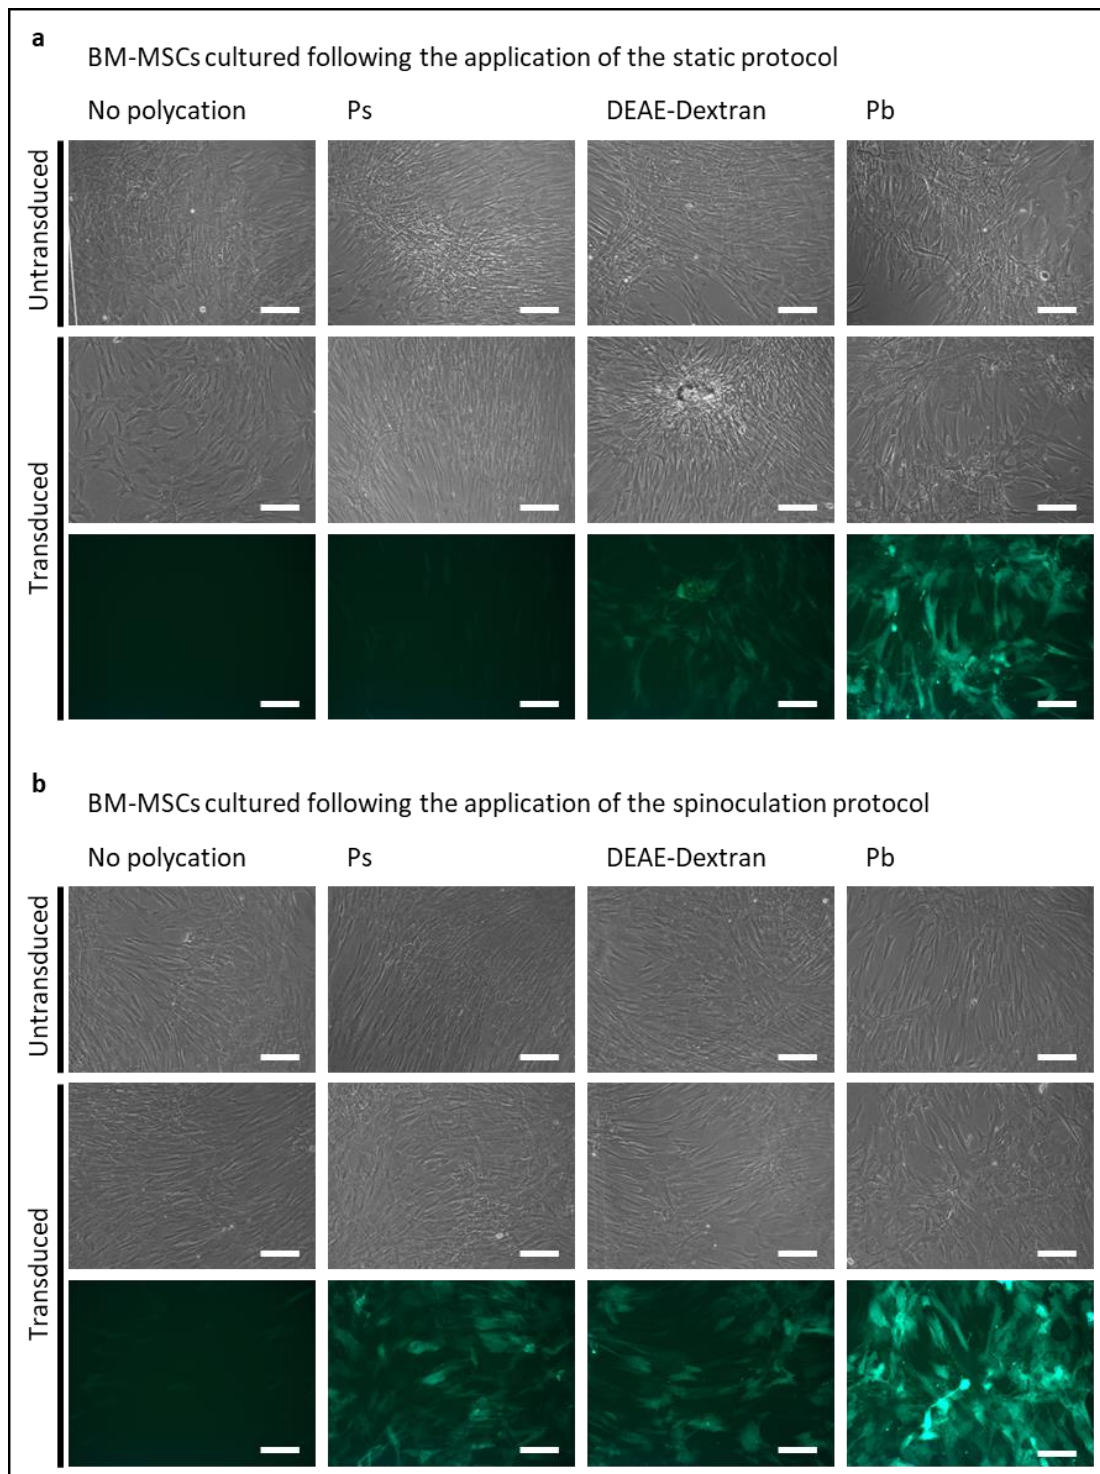 a
BM-MSCs cultured following the application of the static protocol
No polycation Ps DEAE-Dextran Pb
Untransduced
Transduced
b
BM-MSCs cultured following the application of the spinoculation protocol
No polycation Ps DEAE-Dextran Pb
Untransduced
Transduced